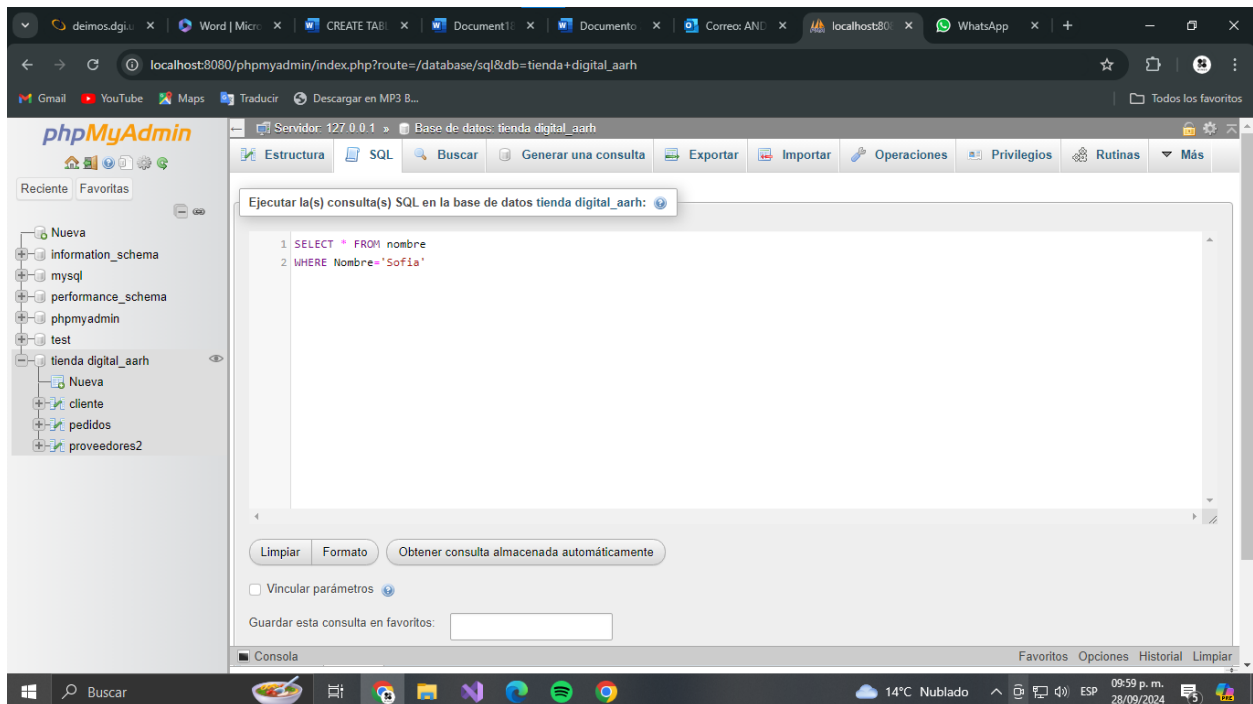 deimos.dgi.u
Word | Micro
CREATE TABL
Document18
Documento
Correo: AND
localhost:808
WhatsApp
localhost:8080/phpmyadmin/index.php?route=/database/sql&db=tienda+digital_aarh
Gmail YouTube Maps Traducir Descargar en MP3 B... Todos los favoritos
phpMyAdmin
Reciente Favoritas
Nueva
information_schema
mysql
performance_schema
phpmyadmin
test
tienda digital_aarh
Nueva
cliente
pedidos
proveedores2
Servidor: 127.0.0.1 » Base de datos: tienda digital_aarh
Estructura SQL Buscar Generar una consulta Exportar Importar Operaciones Privilegios Rutinas Más
Ejecutar la(s) consulta(s) SQL en la base de datos tienda digital_aarh:
1 SELECT * FROM nombre
2 WHERE Nombre='Sofia'
Limpiar Formato Obtener consulta almacenada automáticamente
Vincular parámetros
Guardar esta consulta en favoritos:
Consola Favoritos Opciones Historial Limpiar
Buscar 14°C Nublado ESP 09:59 p. m.
28/09/2024 5 PRE